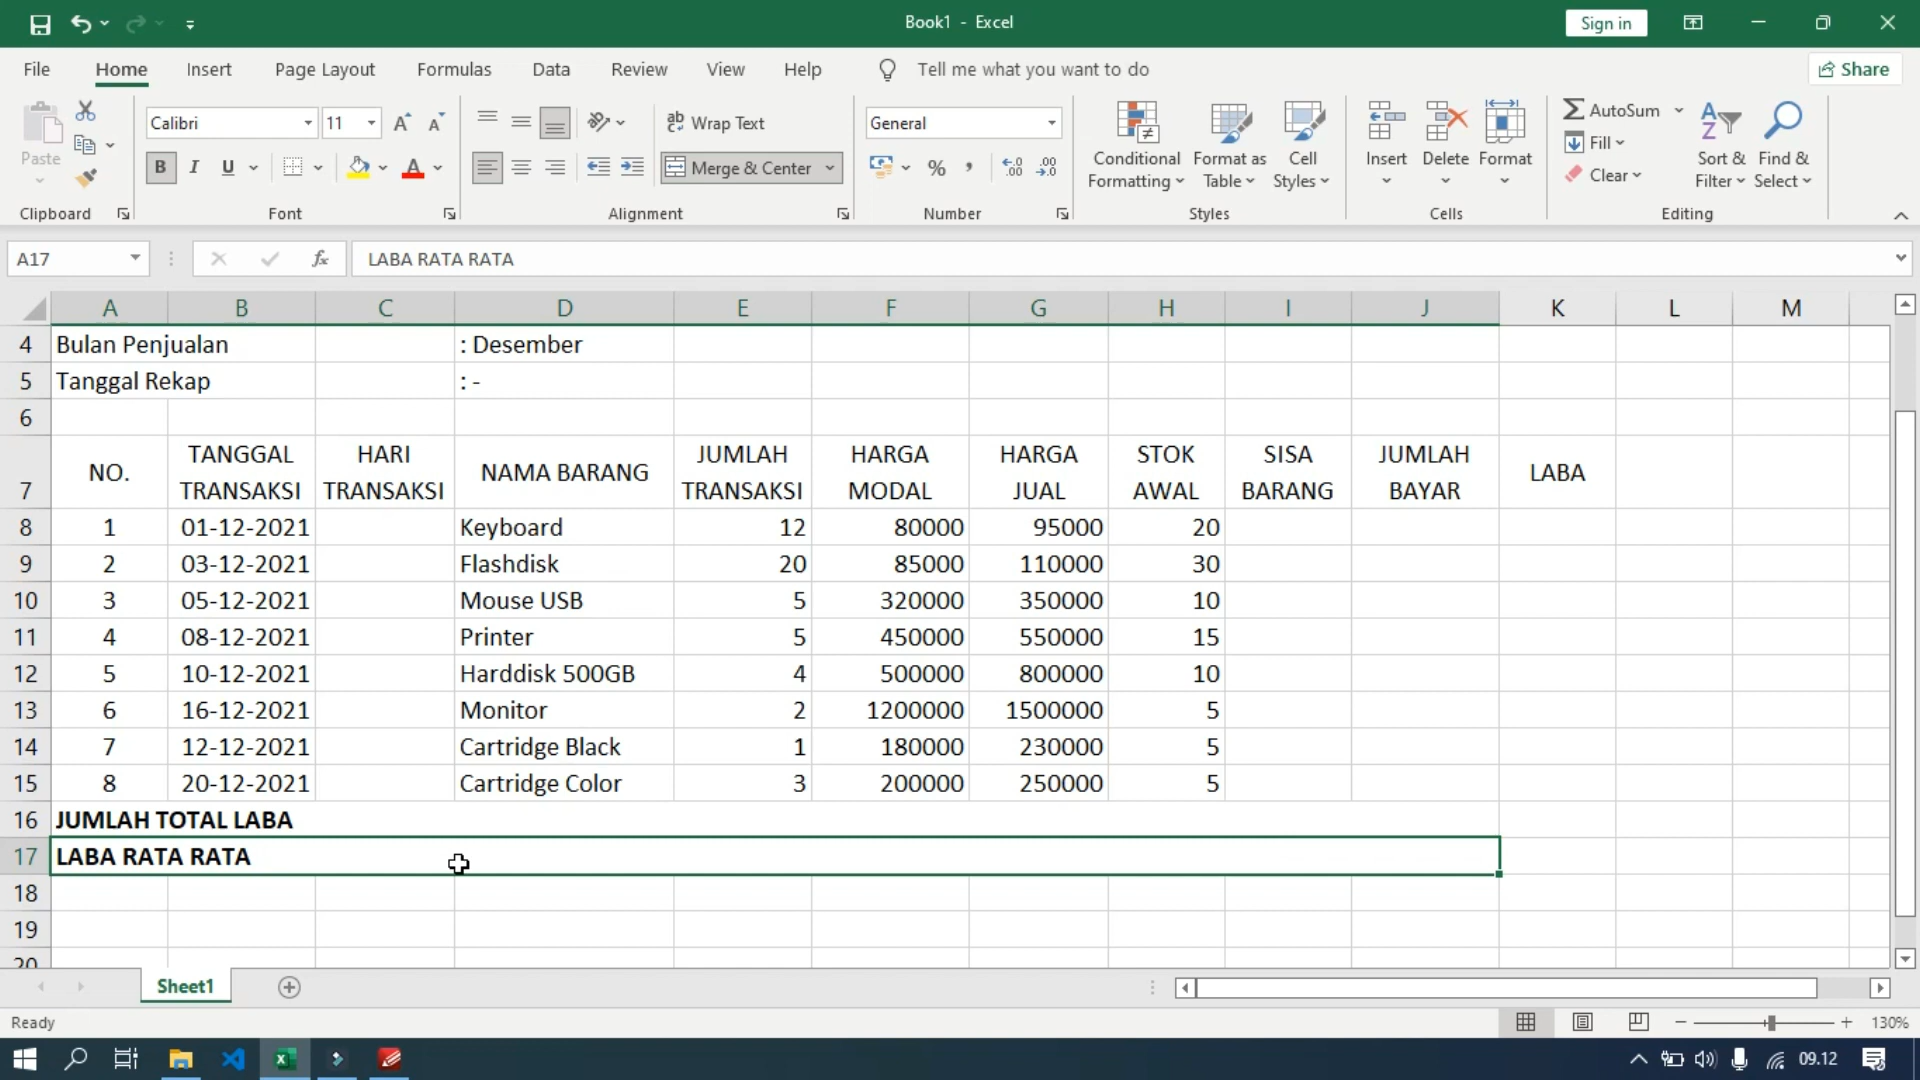 Book1 - Excel
Sign in
File Home Insert Page Layout Formulas Data Review View Help Tell me what you want to do Share
Paste
Calibri 11
B I U A
Wrap Text
Merge & Center
General
% ,
Conditional Formatting
Format as Table
Cell Styles
Insert Delete Format
AutoSum
Fill
Clear
Sort & Filter
Find & Select
Clipboard Font Alignment Number Styles Cells Editing
A17 fx LABA RATA RATA
A B C D E F G H I J K L M
4 Bulan Penjualan : Desember
5 Tanggal Rekap : -
6
7 NO. TANGGAL TRANSAKSI HARI TRANSAKSI NAMA BARANG JUMLAH TRANSAKSI HARGA MODAL HARGA JUAL STOK AWAL SISA BARANG JUMLAH BAYAR LABA
8 1 01-12-2021 Keyboard 12 80000 95000 20
9 2 03-12-2021 Flashdisk 20 85000 110000 30
10 3 05-12-2021 Mouse USB 5 320000 350000 10
11 4 08-12-2021 Printer 5 450000 550000 15
12 5 10-12-2021 Harddisk 500GB 4 500000 800000 10
13 6 16-12-2021 Monitor 2 1200000 1500000 5
14 7 12-12-2021 Cartridge Black 1 180000 230000 5
15 8 20-12-2021 Cartridge Color 3 200000 250000 5
16 JUMLAH TOTAL LABA
17 LABA RATA RATA
18
19
20
Sheet1
Ready
130%
09.12